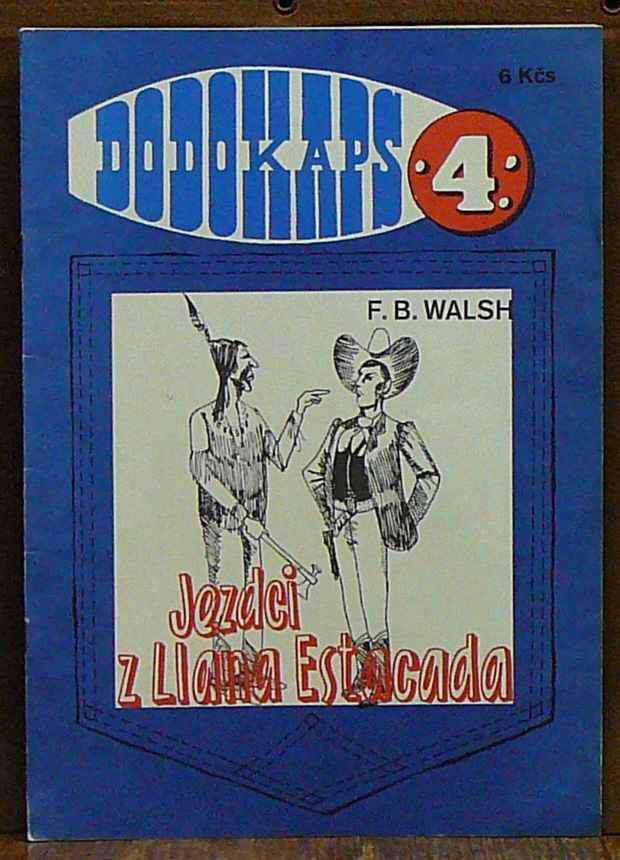 6 Kčs
DODOKAPS
4.
F. B. WALSH
Jezdci
z Llana Estacada